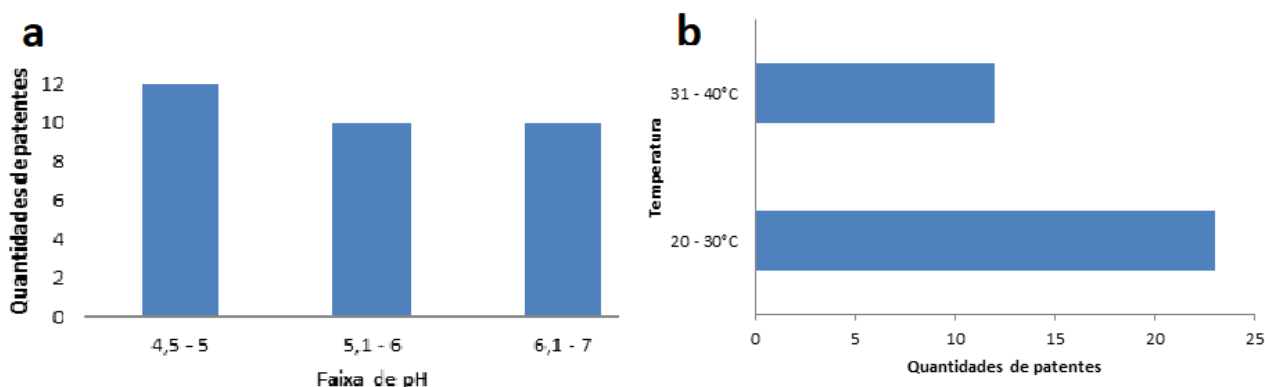 a
Quantidades de patentes
12
10
8
6
4
2
0
4,5 - 5
5,1 - 6
6,1 - 7
Faixa de pH
b
Temperatura
31 - 40°C
20 - 30°C
0
5
10
15
20
25
Quantidades de patentes